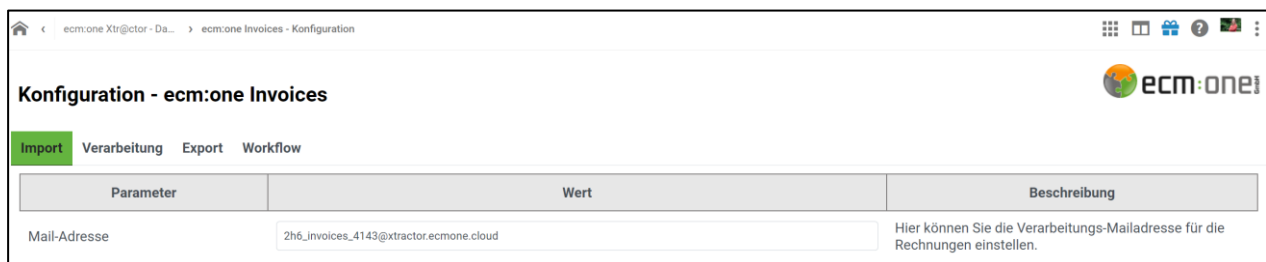 ecm:one Xtr@ctor - Da... ecm:one Invoices - Konfiguration
ecm:one GmbH
Konfiguration - ecm:one Invoices
Import Verarbeitung Export Workflow
Parameter Wert Beschreibung
Mail-Adresse 2h6_invoices_4143@xtractor.ecmone.cloud Hier können Sie die Verarbeitungs-Mailadresse für die
Rechnungen einstellen.